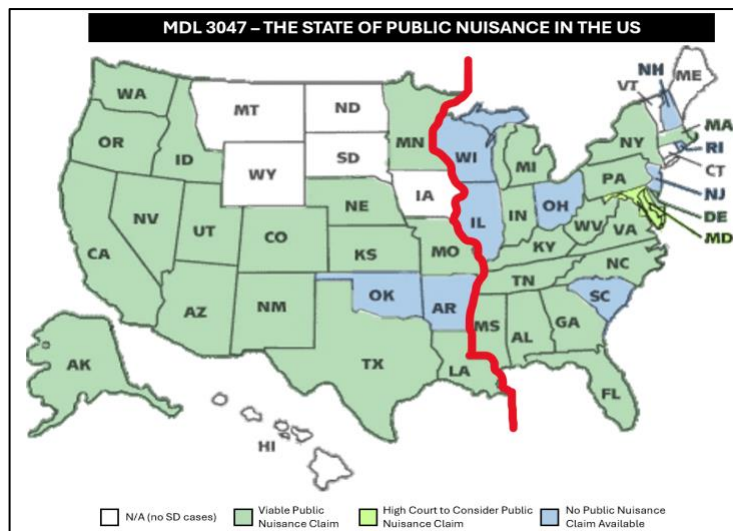 MDL 3047 – THE STATE OF PUBLIC NUISANCE IN THE US
WA
MT
ND
MN
OR
ID
SD
WY
WI
MI
NY
VT
NH
ME
MA
RI
CT
NJ
DE
MD
PA
IA
NE
NV
UT
CO
CA
KS
MO
IL
IN
OH
WV
VA
KY
NC
TN
SC
AZ
NM
OK
AR
MS
AL
GA
TX
LA
FL
AK
HI
N/A (no SD cases)
Viable Public
Nuisance Claim
High Court to Consider Public
Nuisance Claim
No Public Nuisance
Claim Available